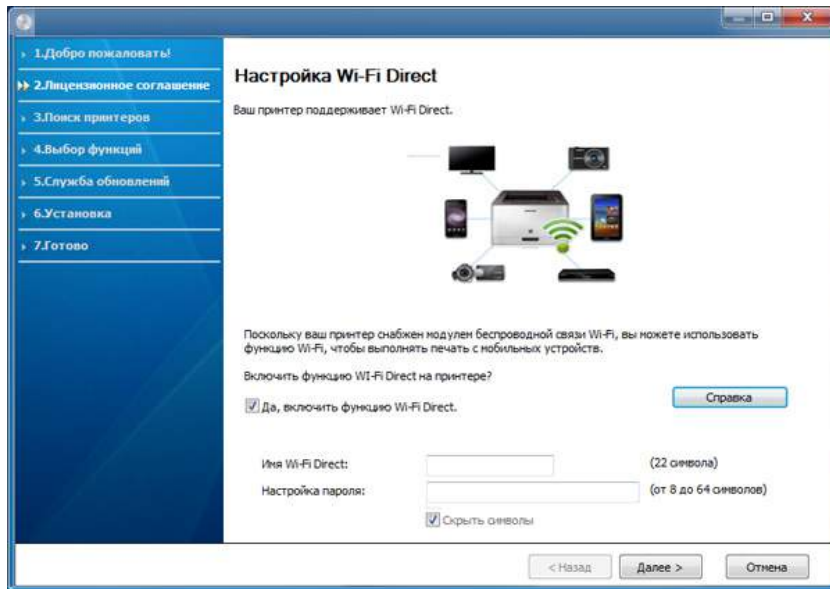 1.Добро пожаловать!
2.Лицензионное соглашение
3.Поиск принтеров
4.Выбор функций
5.Служба обновлений
6.Установка
7.Готово
Настройка Wi-Fi Direct
Ваш принтер поддерживает Wi-Fi Direct.
Поскольку ваш принтер снабжен модулем беспроводной связи Wi-Fi, вы можете использовать
функцию Wi-Fi, чтобы выполнять печать с мобильных устройств.
Включить функцию WI-Fi Direct на принтере?
Да, включить функцию Wi-Fi Direct.
Справка
Имя Wi-Fi Direct:
(22 символа)
Настройка пароля:
(от 8 до 64 символов)
Скрыть символы
< Назад
Далее >
Отмена